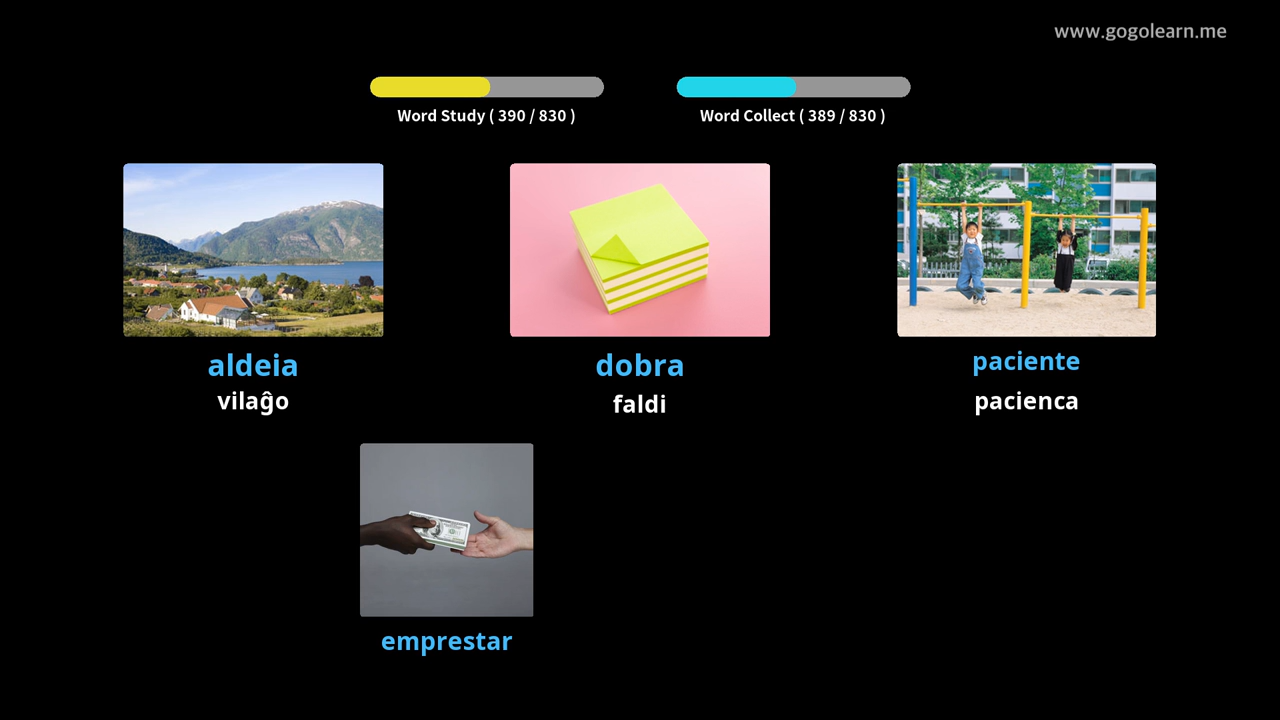 www.gogolearn.me
Word Study ( 390 / 830 )
Word Collect ( 389 / 830 )
aldeia
vilaĝo
dobra
faldi
paciente
pacienca
emprestar